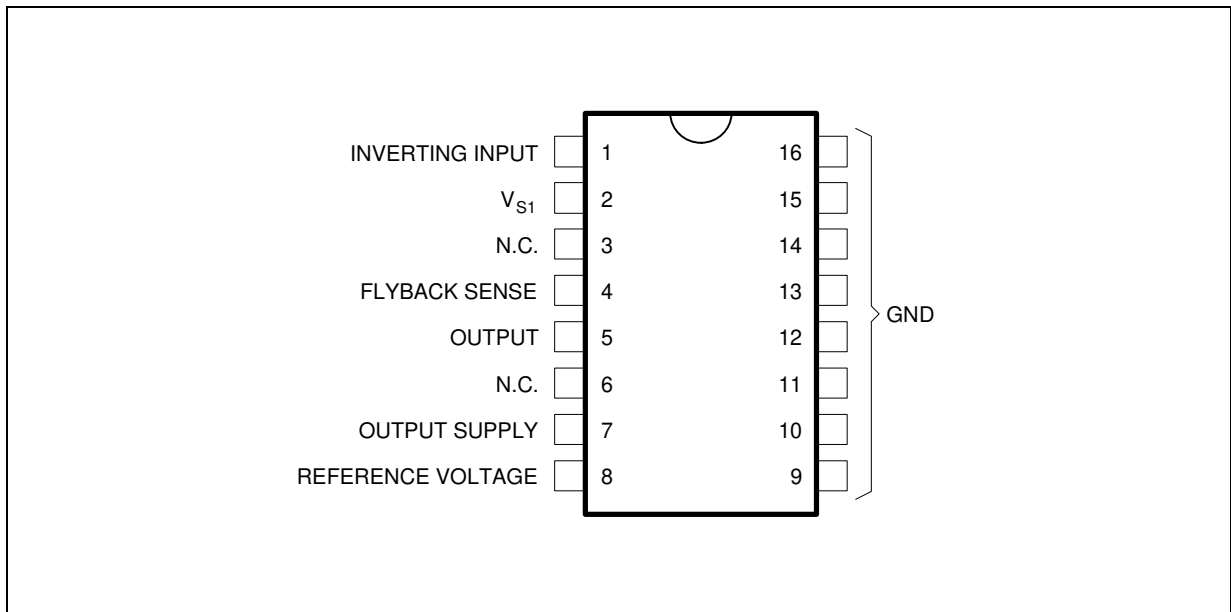 INVERTING INPUT 1 16
VS1 2 15
N.C. 3 14
FLYBACK SENSE 4 13
GND
OUTPUT 5 12
N.C. 6 11
OUTPUT SUPPLY 7 10
REFERENCE VOLTAGE 8 9